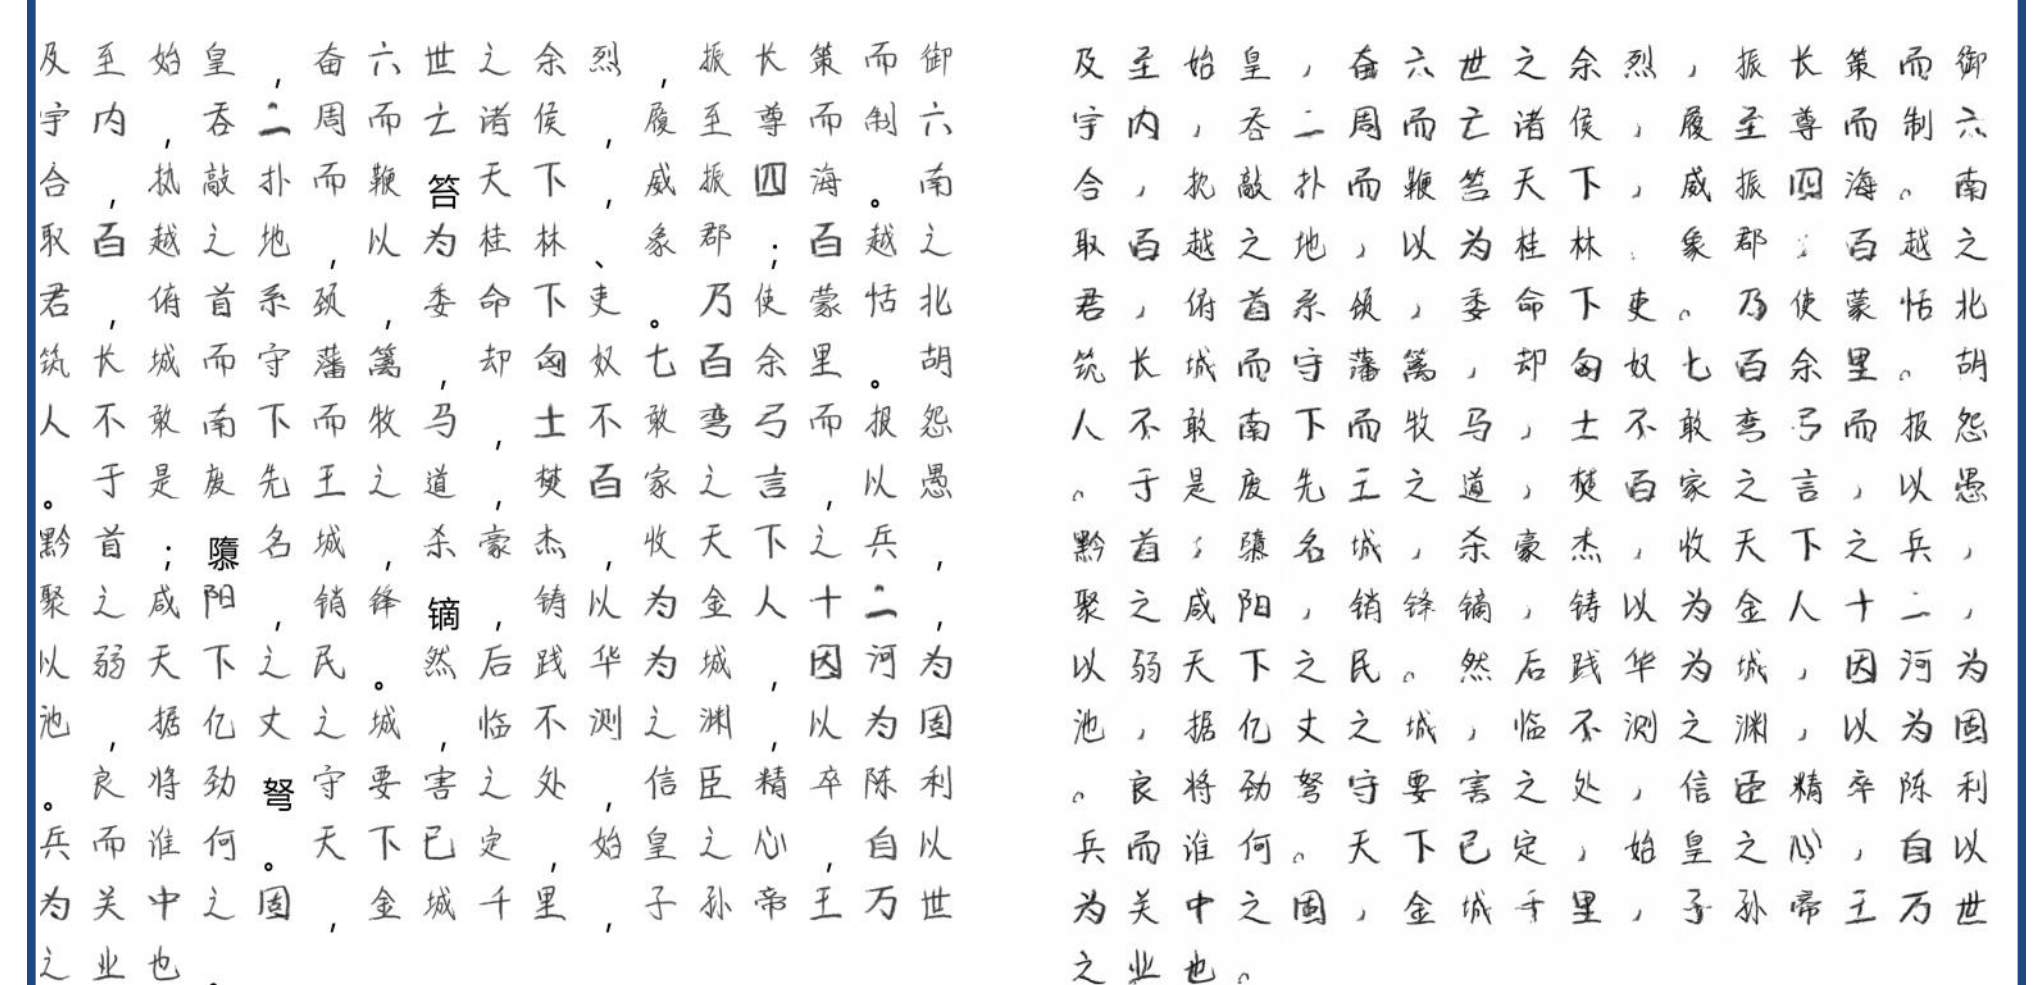 及至始皇，奋六世之余烈，振长策而御
宇内，吞二周而亡诸侯，履至尊而制六
合，执敲扑而鞭笞天下，威振四海。南
取百越之地，以为桂林、象郡；百越之
君，俯首系颈，委命下吏。乃使蒙恬北
筑长城而守藩篱，却匈奴七百余里。胡
人不敢南下而牧马，士不敢弯弓而报怨
。于是废先王之道，焚百家之言，以愚
黔首；隳名城，杀豪杰，收天下之兵，
聚之咸阳，销锋镝，铸以为金人十二，
以弱天下之民。然后践华为城，因河为
池，据亿丈之城，临不测之渊，以为固
。良将劲弩守要害之处，信臣精卒陈利
兵而谁何。天下已定，始皇之心，自以
为关中之固，金城千里，子孙帝王万世
之业也。
及至始皇，奋六世之余烈，振长策而御
宇内，吞二周而亡诸侯，履至尊而制六
合，执敲扑而鞭笞天下，威振四海。南
取百越之地，以为桂林、象郡；百越之
君，俯首系颈，委命下吏。乃使蒙恬北
筑长城而守藩篱，却匈奴七百余里。胡
人不敢南下而牧马，士不敢弯弓而报怨
。于是废先王之道，焚百家之言，以愚
黔首；隳名城，杀豪杰，收天下之兵，
聚之咸阳，销锋镝，铸以为金人十二，
以弱天下之民。然后践华为城，因河为
池，据亿丈之城，临不测之渊，以为固
。良将劲弩守要害之处，信臣精卒陈利
兵而谁何。天下已定，始皇之心，自以
为关中之固，金城千里，子孙帝王万世
之业也。